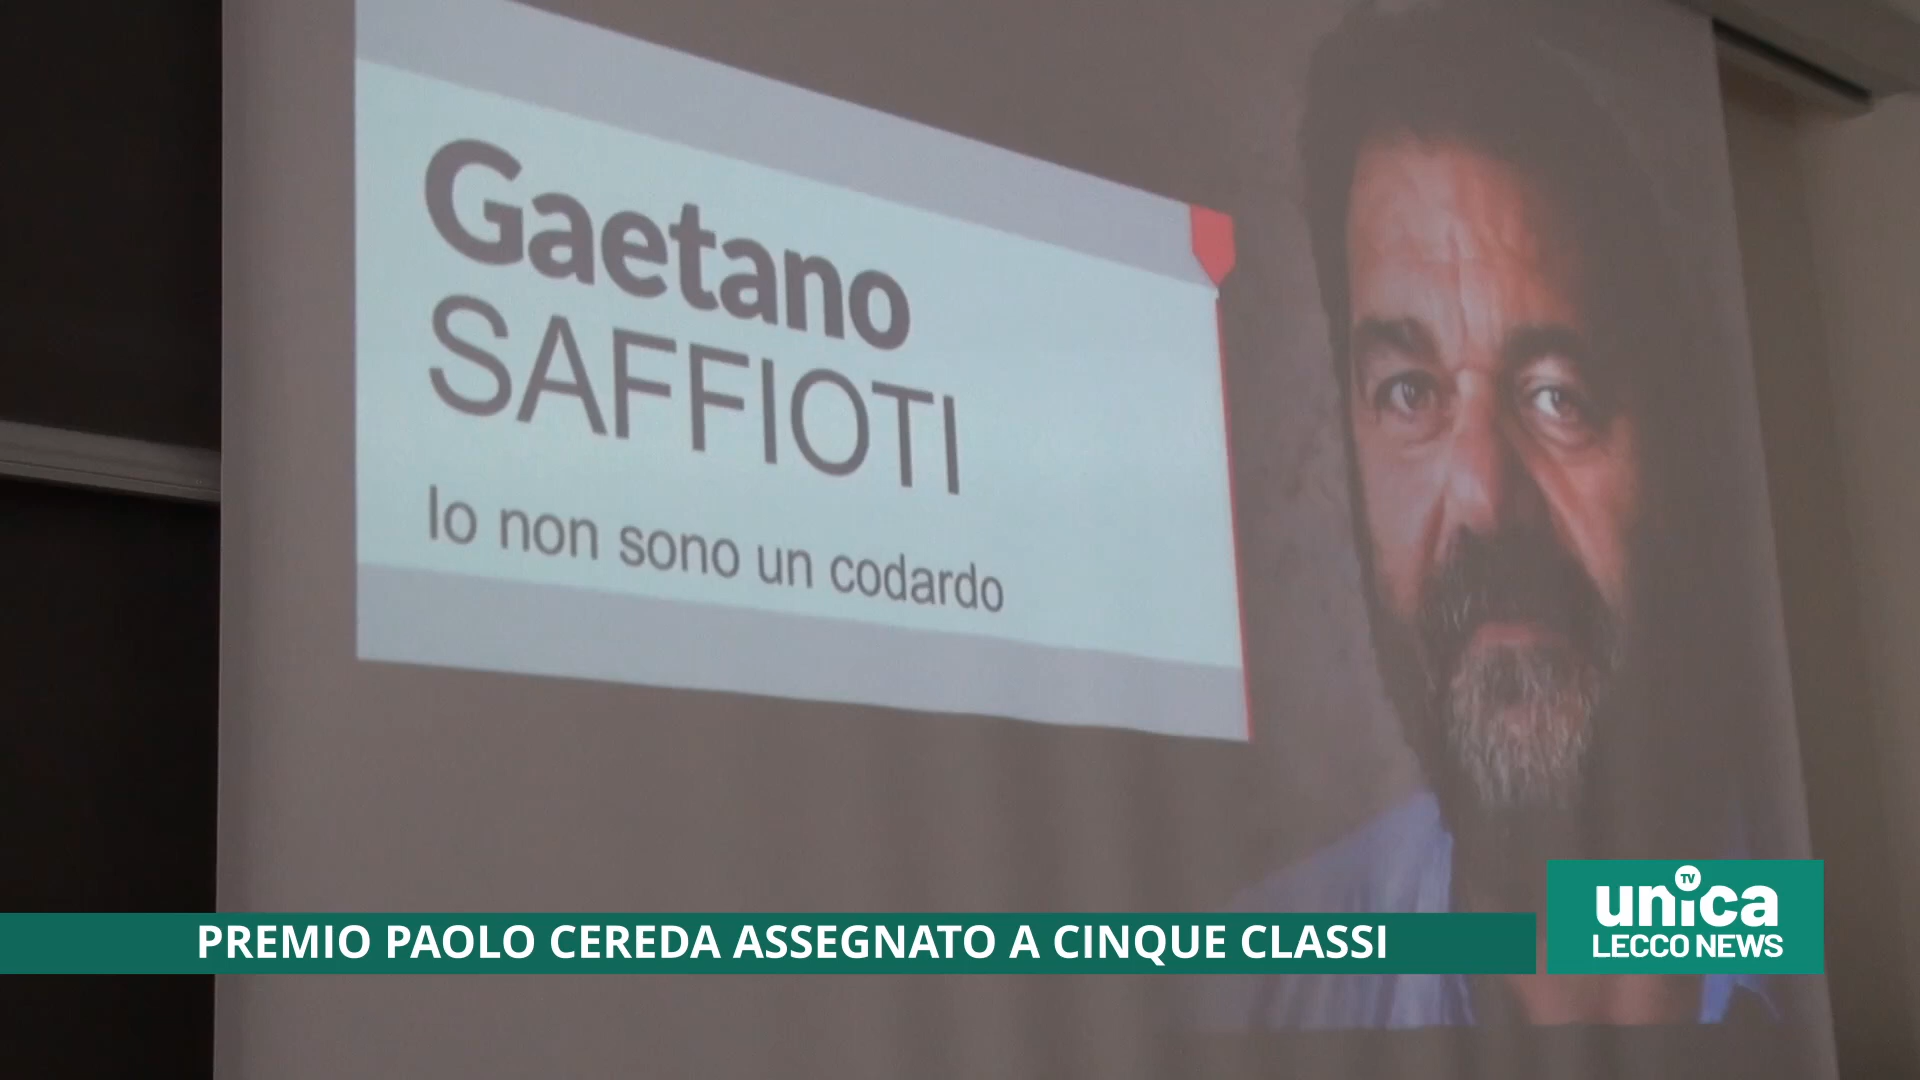 Gaetano
SAFFIOTI
Io non sono un codardo
PREMIO PAOLO CEREDA ASSEGNATO A CINQUE CLASSI
TV
unica
LECCO NEWS